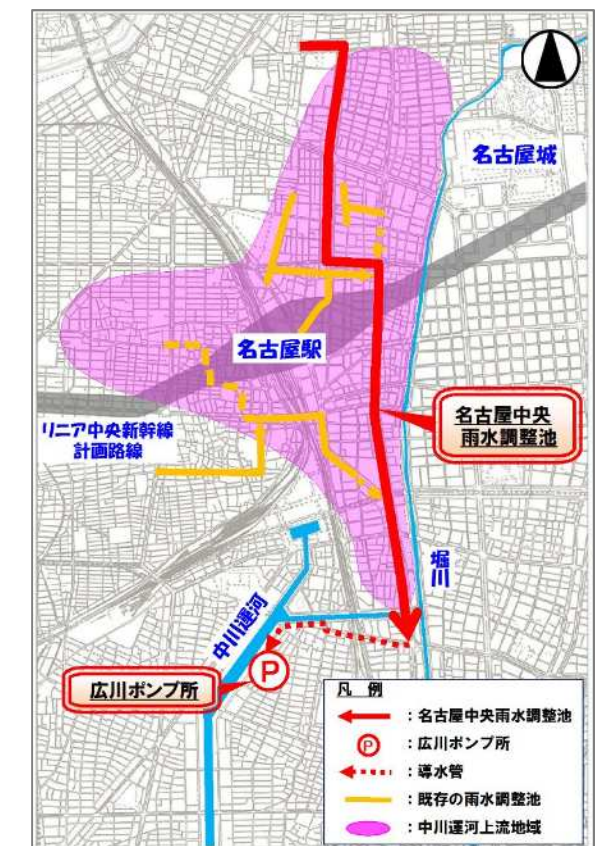 名古屋城
名古屋駅
リニア中央新幹線
計画路線
名古屋中央
雨水調整池
堀川
中川運河
広川ポンプ所
P
凡 例
：名古屋中央雨水調整池
P ：広川ポンプ所
：導水管
：既存の雨水調整池
：中川運河上流地域